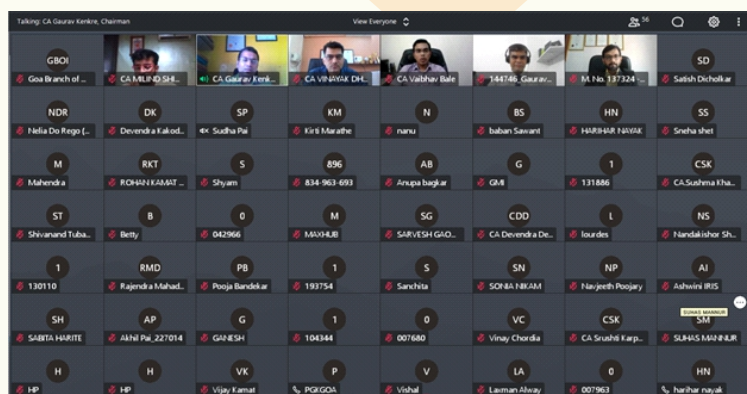 Talking: CA Gaurav Kenkre, Chairman
View Everyone
56
GBOI
SD
Goa Branch of ...
CA MILIND SHI...
CA Gaurav Kenk...
CA VINAYAK DH...
CA Vaibhav Bale
144746_Gaurav...
M. No. 137324 -...
Satish Dicholkar
NDR
DK
SP
KM
N
BS
HN
SS
Nelia Do Rego (...
Devendra Kakod...
Sudha Pai
Kirti Marathe
nanu
baban Sawant
HARIHAR NAYAK
Sneha shet
M
RKT
S
896
AB
G
1
CSK
Mahendra
ROHAN KAMAT ...
Shyam
834-963-693
Anupa bagkar
GMI
131886
CA.Sushma Kha...
ST
B
0
M
SG
CDD
L
NS
Shivanand Tuba...
Betty
042966
MAXHUB
SARVESH GAO...
CA Devendra De...
lourdes
Nandakishor Sh...
1
RMD
PB
1
S
SN
NP
AI
130110
Rajendra Mahad...
Pooja Bandekar
193754
Sanchita
SONIA NIKAM
Navjeeth Poojary
Ashwini IRIS
SUHAS MANNUR
SH
AP
G
1
0
VC
CSK
SM
SABITA HARITE
Akhil Pai_227014
GANESH
104344
007680
Vinay Chordia
CA Srushti Karp...
SUHAS MANNUR
H
H
VK
P
V
LA
0
HN
HP
HP
Vijay Kamat
PGKGOA
Vishal
Laxman Alway
007963
harihar nayak